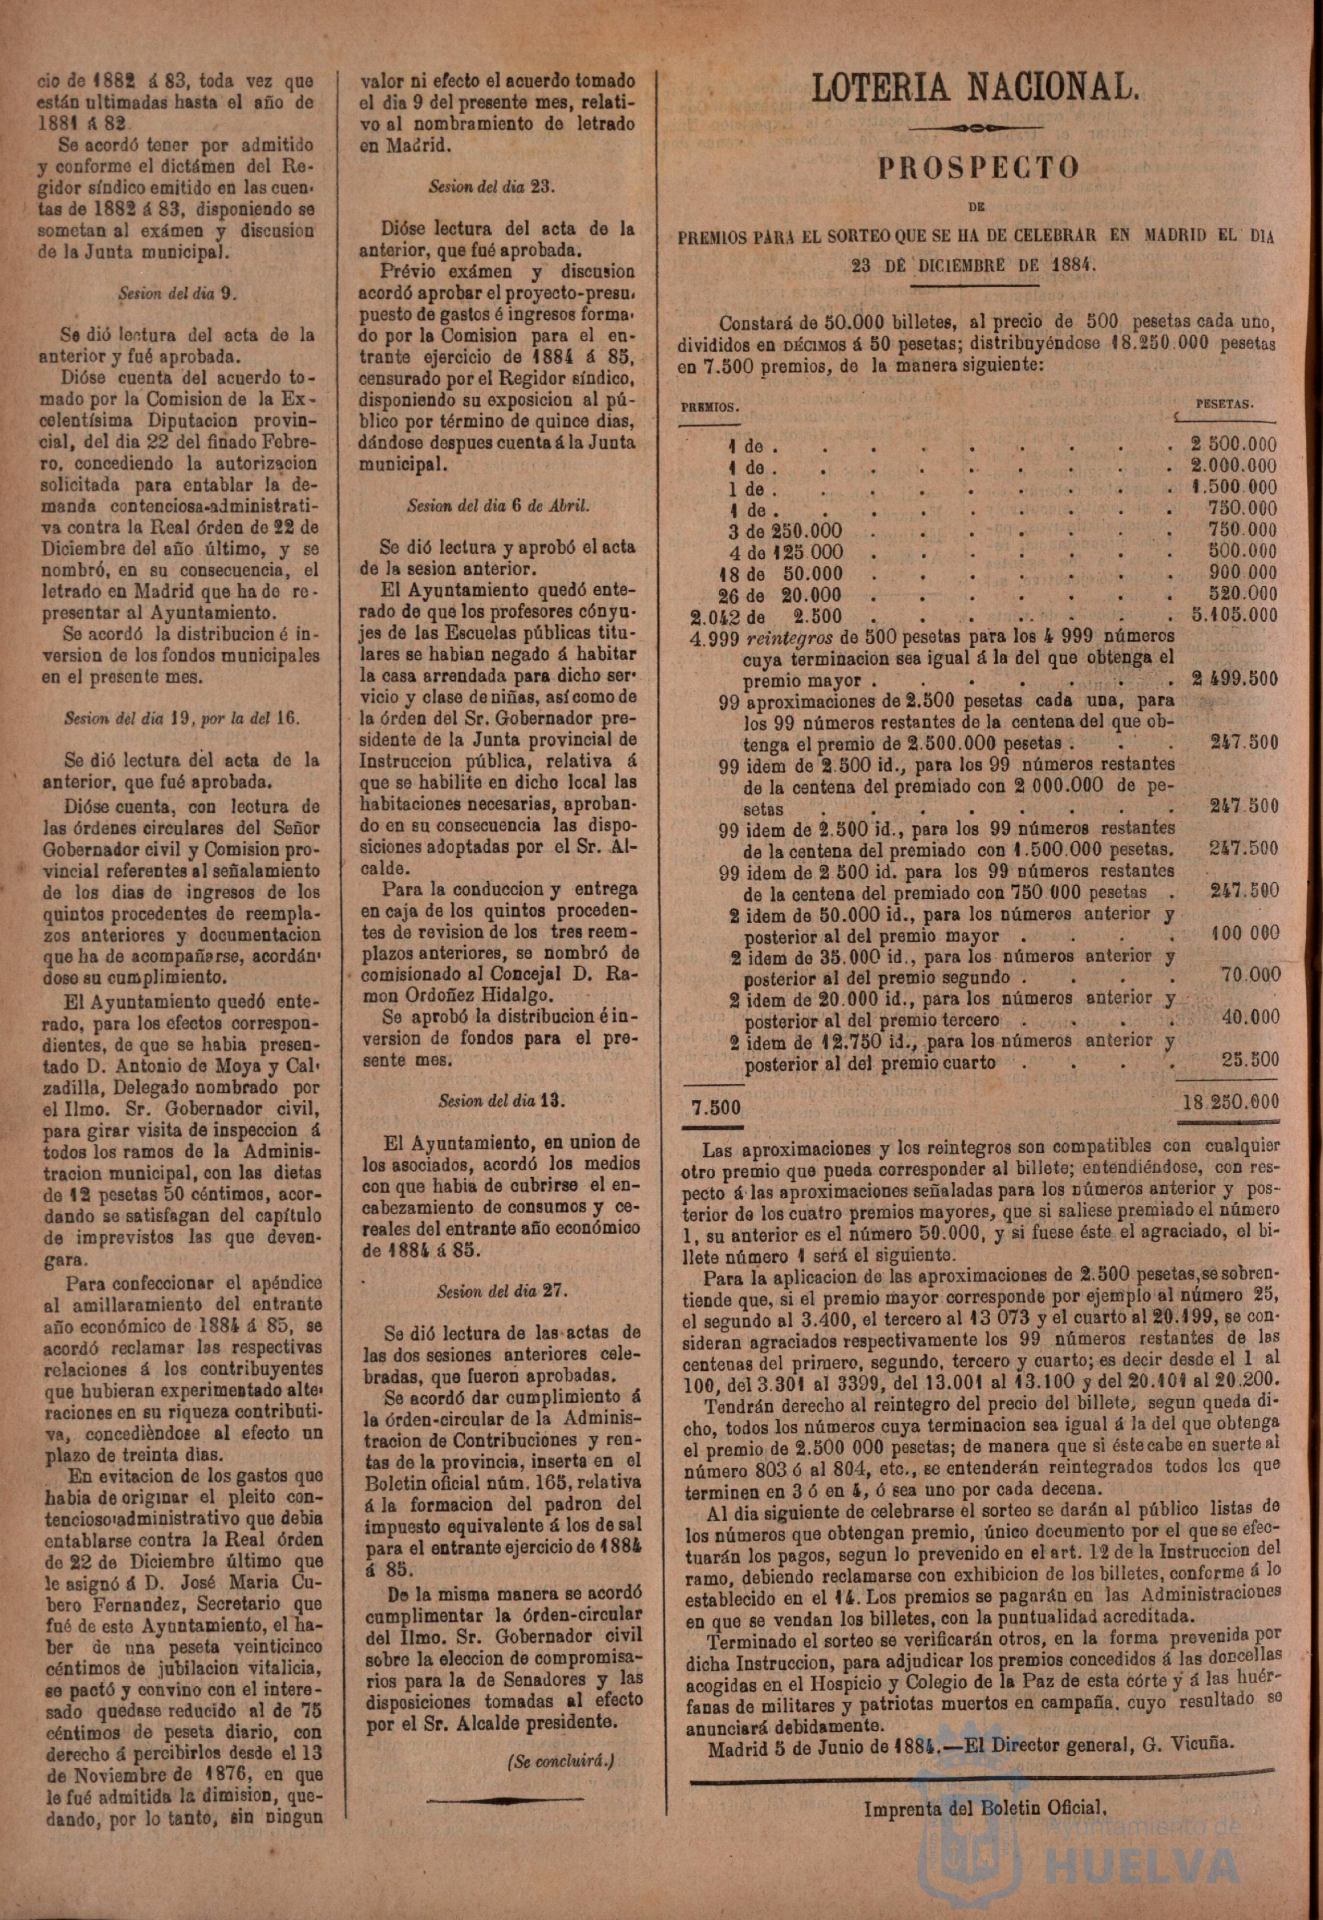 cio de 1882 á 83, toda vez que
están ultimadas hasta el año de
1881 á 82.
Se acordó tener por admitido
y conforme el dictámen del Re-
gidor síndico emitido en las cuen-
tas de 1882 á 83, disponiendo se
sometan al exámen y discusion
de la Junta municipal.
Sesion del dia 9.
Se dió lectura del acta de la
anterior y fué aprobada.
Dióse cuenta del acuerdo to-
mado por la Comision de la Ex-
celentísima Diputacion provin-
cial, del dia 22 del finado Febre-
ro, concediendo la autorizacion
solicitada para entablar la de-
manda contenciosa-administrati-
va contra la Real órden de 22 de
Diciembre del año último, y se
nombró, en su consecuencia, el
letrado en Madrid que ha de re-
presentar al Ayuntamiento.
Se acordó la distribucion é in-
version de los fondos municipales
en el presente mes.
Sesion del dia 19, por la del 16.
Se dió lectura del acta de la
anterior, que fué aprobada.
Dióse cuenta, con lectura de
las órdenes circulares del Señor
Gobernador civil y Comision pro-
vincial referentes al señalamiento
de los dias de ingresos de los
quintos procedentes de reempla-
zos anteriores y documentacion
que ha de acompañarse, acordán-
dose su cumplimiento.
El Ayuntamiento quedó ente-
rado, para los efectos correspon-
dientes, de que se habia presen-
tado D. Antonio de Moya y Cal-
zadilla, Delegado nombrado por
el Ilmo. Sr. Gobernador civil,
para girar visita de inspeccion á
todos los ramos de la Adminis-
tracion municipal, con las dietas
de 12 pesetas 50 céntimos, acor-
dando se satisfagan del capítulo
de imprevistos las que deven-
gara.
Para confeccionar el apéndice
al amillaramiento del entrante
año económico de 1884 á 85, se
acordó reclamar las respectivas
relaciones á los contribuyentes
que hubieran experimentado alte-
raciones en su riqueza contributi-
va, concediéndose al efecto un
plazo de treinta dias.
En evitacion de los gastos que
habia de originar el pleito con-
tencioso-administrativo que debia
entablarse contra la Real órden
de 22 de Diciembre último que
le asignó á D. José Maria Cu-
bero Fernandez, Secretario que
fué de este Ayuntamiento, el ha-
ber de una peseta veinticinco
céntimos de jubilacion vitalicia,
se pactó y convino con el intere-
sado quedase reducido al de 75
céntimos de peseta diario, con
derecho á percibirlos desde el 13
de Noviembre de 1876, en que
le fué admitida la dimision, que-
dando, por lo tanto, sin ningun
valor ni efecto el acuerdo tomado
el dia 9 del presente mes, relati-
vo al nombramiento de letrado
en Madrid.
Sesion del dia 23.
Dióse lectura del acta de la
anterior, que fué aprobada.
Prévio exámen y discusion
acordó aprobar el proyecto-presu-
puesto de gastos é ingresos forma-
do por la Comision para el en-
trante ejercicio de 1884 á 85,
censurado por el Regidor síndico,
disponiendo su exposicion al pú-
blico por término de quince dias,
dándose despues cuenta á la Junta
municipal.
Sesion del dia 6 de Abril.
Se dió lectura y aprobó el acta
de la sesion anterior.
El Ayuntamiento quedó ente-
rado de que los profesores cónyu-
jes de las Escuelas públicas titu-
lares se habian negado á habitar
la casa arrendada para dicho ser-
vicio y clase de niñas, así como de
la órden del Sr. Gobernador pre-
sidente de la Junta provincial de
Instruccion pública, relativa á
que se habilite en dicho local las
habitaciones necesarias, aproban-
do en su consecuencia las dispo-
siciones adoptadas por el Sr. Al-
calde.
Para la conduccion y entrega
en caja de los quintos proceden-
tes de revision de los tres reem-
plazos anteriores, se nombró de
comisionado al Concejal D. Ra-
mon Ordoñez Hidalgo.
Se aprobó la distribucion é in-
version de fondos para el pre-
sente mes.
Sesion del dia 13.
El Ayuntamiento, en union de
los asociados, acordó los medios
con que habia de cubrirse el en-
cabezamiento de consumos y ce-
reales del entrante año económico
de 1884 á 85.
Sesion del dia 27.
Se dió lectura de las actas de
las dos sesiones anteriores cele-
bradas, que fueron aprobadas.
Se acordó dar cumplimiento á
la órden-circular de la Adminis-
tracion de Contribuciones y ren-
tas de la provincia, inserta en el
Boletin oficial núm. 165, relativa
á la formacion del padron del
impuesto equivalente á los de sal
para el entrante ejercicio de 1884
á 85.
De la misma manera se acordó
cumplimentar la órden-circular
del Ilmo. Sr. Gobernador civil
sobre la eleccion de compromisa-
rios para la de Senadores y las
disposiciones tomadas al efecto
por el Sr. Alcalde presidente.
(Se concluirá.)
LOTERIA NACIONAL.
PROSPECTO
DE
PREMIOS PARA EL SORTEO QUE SE HA DE CELEBRAR EN MADRID EL DIA
23 DE DICIEMBRE DE 1884.
Constará de 50.000 billetes, al precio de 500 pesetas cada uno,
divididos en DÉCIMOS á 50 pesetas; distribuyéndose 18.250.000 pesetas
en 7.500 premios, de la manera siguiente:
PREMIOS. PESETAS.
1 de . . . . . . . . . 2 500.000
1 de . . . . . . . . . 2.000.000
1 de . . . . . . . . . 1.500 000
1 de . . . . . . . . . 750.000
3 de 250.000 . . . . . . . 750.000
4 de 125.000 . . . . . . . 500.000
18 de 50.000 . . . . . . . 900 000
26 de 20.000 . . . . . . . 520.000
2.042 de 2.500 . . . . . . . 5.105.000
4.999 reintegros de 500 pesetas para los 4 999 números
cuya terminacion sea igual á la del que obtenga el
premio mayor . . . . . . . 2 499.500
99 aproximaciones de 2.500 pesetas cada una, para
los 99 números restantes de la centena del que ob-
tenga el premio de 2.500.000 pesetas . . . 247.500
99 idem de 2.500 id., para los 99 números restantes
de la centena del premiado con 2 000.000 de pe-
setas . . . . . . . . 247.500
99 idem de 2.500 id., para los 99 números restantes
de la centena del premiado con 1.500.000 pesetas. 247.500
99 idem de 2 500 id. para los 99 números restantes
de la centena del premiado con 750 000 pesetas . 247.500
2 idem de 50.000 id., para los números anterior y
posterior al del premio mayor . . . . 100 000
2 idem de 35.000 id., para los números anterior y
posterior al del premio segundo . . . . 70.000
2 idem de 20.000 id., para los números anterior y
posterior al del premio tercero . . . . 40.000
2 idem de 12.750 id., para los números anterior y
posterior al del premio cuarto . . . . 25.500
7.500 18 250.000
Las aproximaciones y los reintegros son compatibles con cualquier
otro premio que pueda corresponder al billete; entendiéndose, con res-
pecto á las aproximaciones señaladas para los números anterior y pos-
terior de los cuatro premios mayores, que si saliese premiado el número
1, su anterior es el número 50.000, y si fuese éste el agraciado, el bi-
llete número 1 será el siguiente.
Para la aplicacion de las aproximaciones de 2.500 pesetas, se sobren-
tiende que, si el premio mayor corresponde por ejemplo al número 25,
el segundo al 3.400, el tercero al 13 073 y el cuarto al 20.199, se con-
sideran agraciados respectivamente los 99 números restantes de las
centenas del primero, segundo, tercero y cuarto; es decir desde el 1 al
100, del 3.301 al 3399, del 13.001 al 13.100 y del 20.101 al 20.200.
Tendrán derecho al reintegro del precio del billete, segun queda di-
cho, todos los números cuya terminacion sea igual á la del que obtenga
el premio de 2.500 000 pesetas; de manera que si éste cabe en suerte al
número 803 ó al 804, etc., se entenderán reintegrados todos los que
terminen en 3 ó en 4, ó sea uno por cada decena.
Al dia siguiente de celebrarse el sorteo se darán al público listas de
los números que obtengan premio, único documento por el que se efec-
tuarán los pagos, segun lo prevenido en el art. 12 de la Instruccion del
ramo, debiendo reclamarse con exhibicion de los billetes, conforme á lo
establecido en el 14. Los premios se pagarán en las Administraciones
en que se vendan los billetes, con la puntualidad acreditada.
Terminado el sorteo se verificarán otros, en la forma prevenida por
dicha Instruccion, para adjudicar los premios concedidos á las doncellas
acogidas en el Hospicio y Colegio de la Paz de esta córte y á las huér-
fanas de militares y patriotas muertos en campaña, cuyo resultado se
anunciará debidamente.
Madrid 5 de Junio de 1884.—El Director general, G. Vicuña.
Imprenta del Boletin Oficial.
Ayuntamiento de
HUELVA